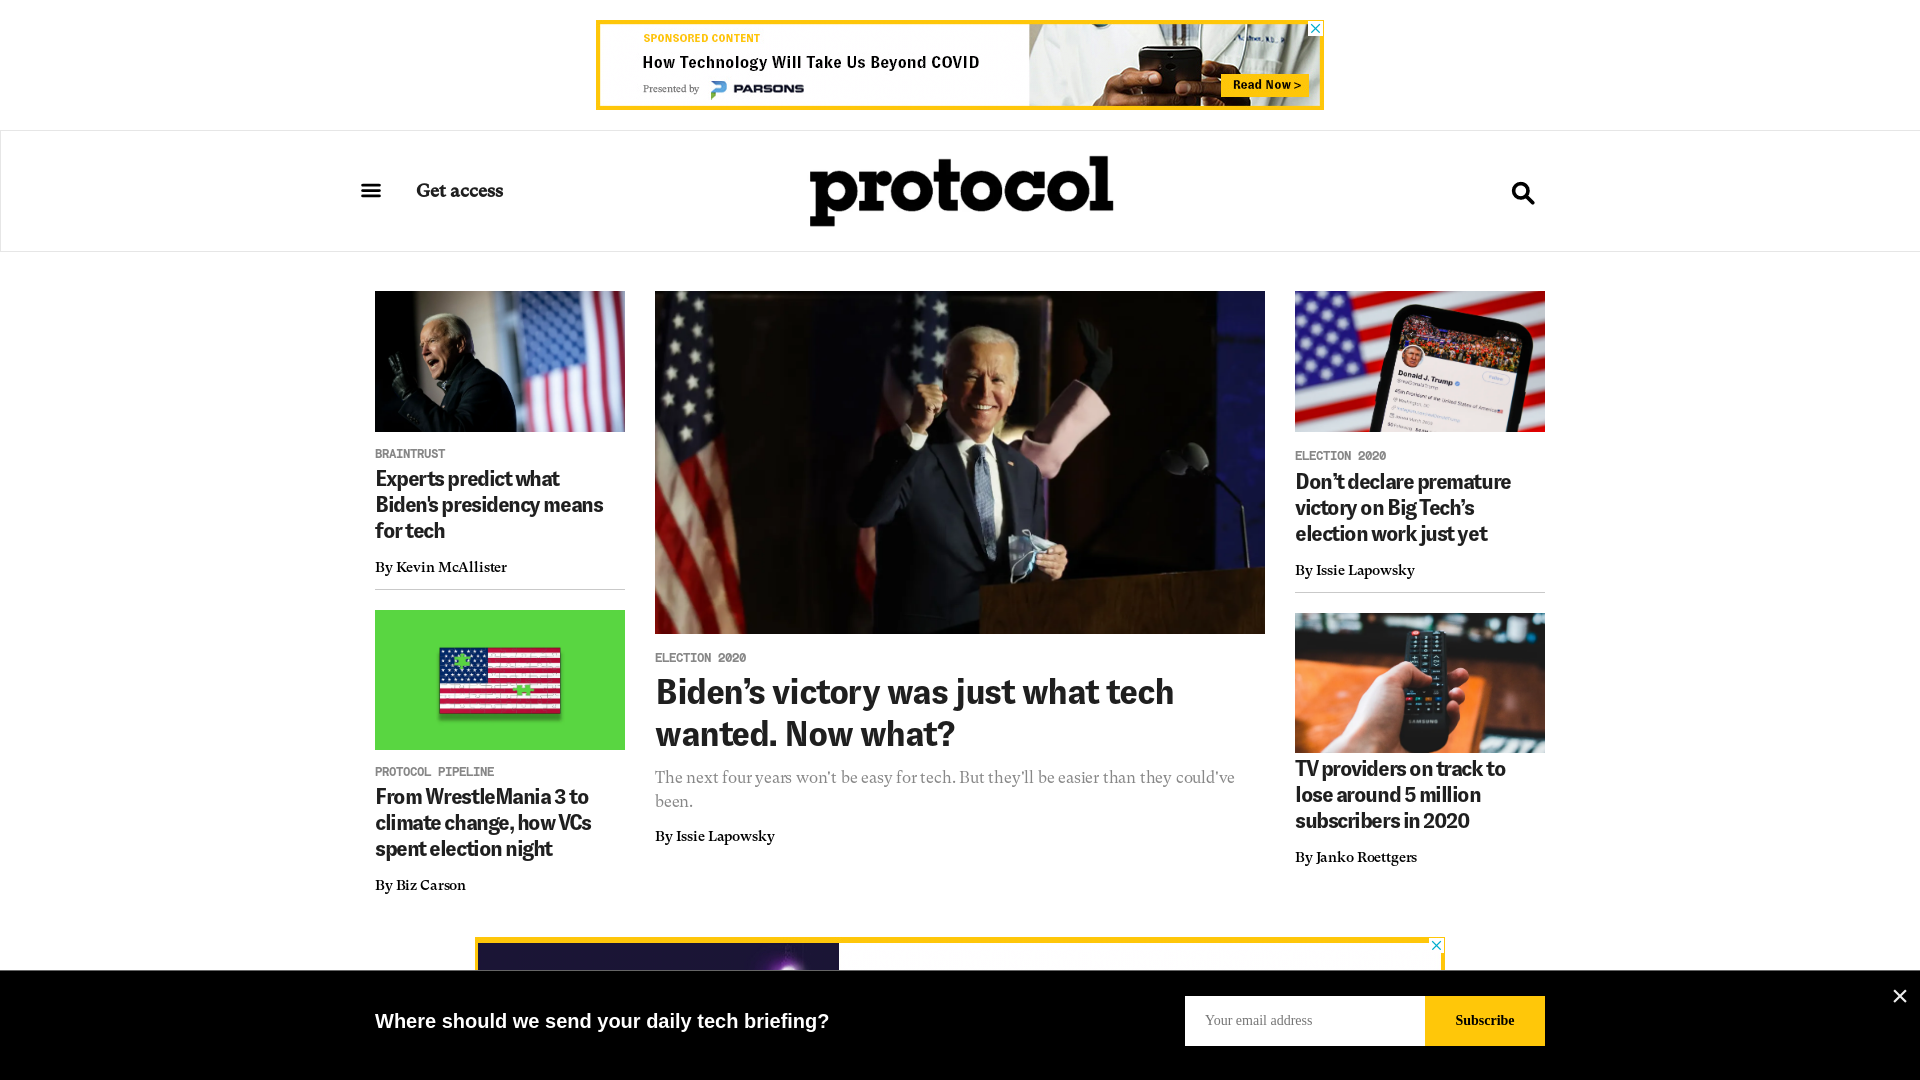 SPONSORED CONTENT
How Technology Will Take Us Beyond COVID
Presented by PARSONS
Read Now >
Get access
protocol
BRAINTRUST
Experts predict what
Biden's presidency means
for tech
By Kevin McAllister
PROTOCOL PIPELINE
From WrestleMania 3 to
climate change, how VCs
spent election night
By Biz Carson
ELECTION 2020
Biden’s victory was just what tech
wanted. Now what?
The next four years won't be easy for tech. But they'll be easier than they could've
been.
By Issie Lapowsky
Donald J. Trump
ELECTION 2020
Don’t declare premature
victory on Big Tech’s
election work just yet
By Issie Lapowsky
SAMSUNG
TV providers on track to
lose around 5 million
subscribers in 2020
By Janko Roettgers
Where should we send your daily tech briefing?
Your email address
Subscribe